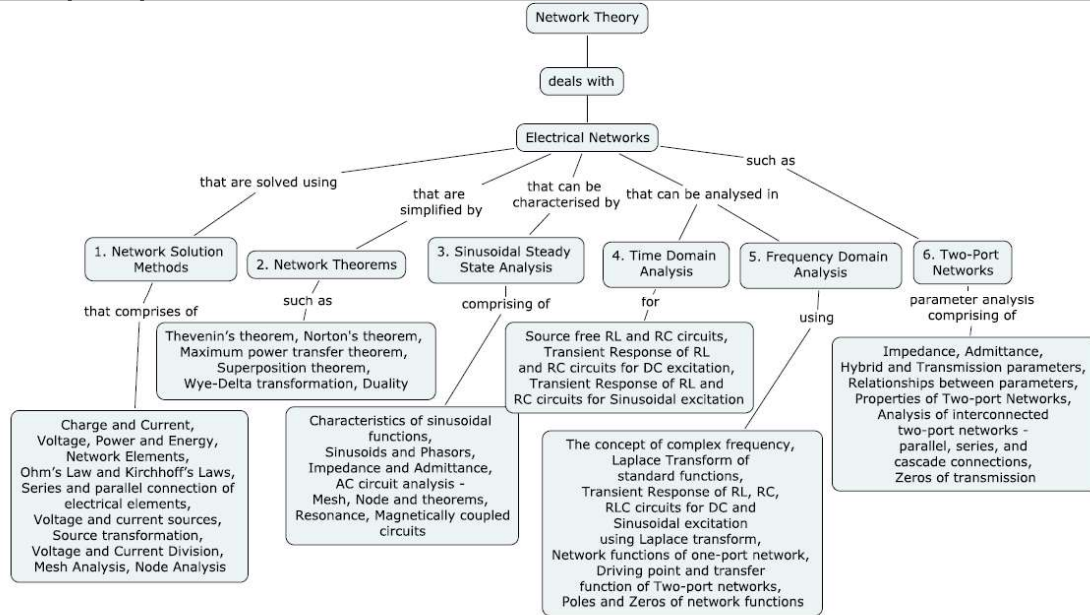 Network Theory
deals with
Electrical Networks
such as
that are solved using
that are
simplified by
that can be
characterised by
that can be analysed in
1. Network Solution
Methods
2. Network Theorems
3. Sinusoidal Steady
State Analysis
4. Time Domain
Analysis
5. Frequency Domain
Analysis
6. Two-Port
Networks
that comprises of
such as
comprising of
for
using
parameter analysis
comprising of
Thevenin's theorem, Norton's theorem,
Maximum power transfer theorem,
Superposition theorem,
Wye-Delta transformation, Duality
Source free RL and RC circuits,
Transient Response of RL
and RC circuits for DC excitation,
Transient Response of RL and
RC circuits for Sinusoidal excitation
Impedance, Admittance,
Hybrid and Transmission parameters,
Relationships between parameters,
Properties of Two-port Networks,
Analysis of interconnected
two-port networks -
parallel, series, and
cascade connections,
Zeros of transmission
Charge and Current,
Voltage, Power and Energy,
Network Elements,
Ohm's Law and Kirchhoff's Laws,
Series and parallel connection of
electrical elements,
Voltage and current sources,
Source transformation,
Voltage and Current Division,
Mesh Analysis, Node Analysis
Characteristics of sinusoidal
functions,
Sinusoids and Phasors,
Impedance and Admittance,
AC circuit analysis -
Mesh, Node and theorems,
Resonance, Magnetically coupled
circuits
The concept of complex frequency,
Laplace Transform of
standard functions,
Transient Response of RL, RC,
RLC circuits for DC and
Sinusoidal excitation
using Laplace transform,
Network functions of one-port network,
Driving point and transfer
function of Two-port networks,
Poles and Zeros of network functions